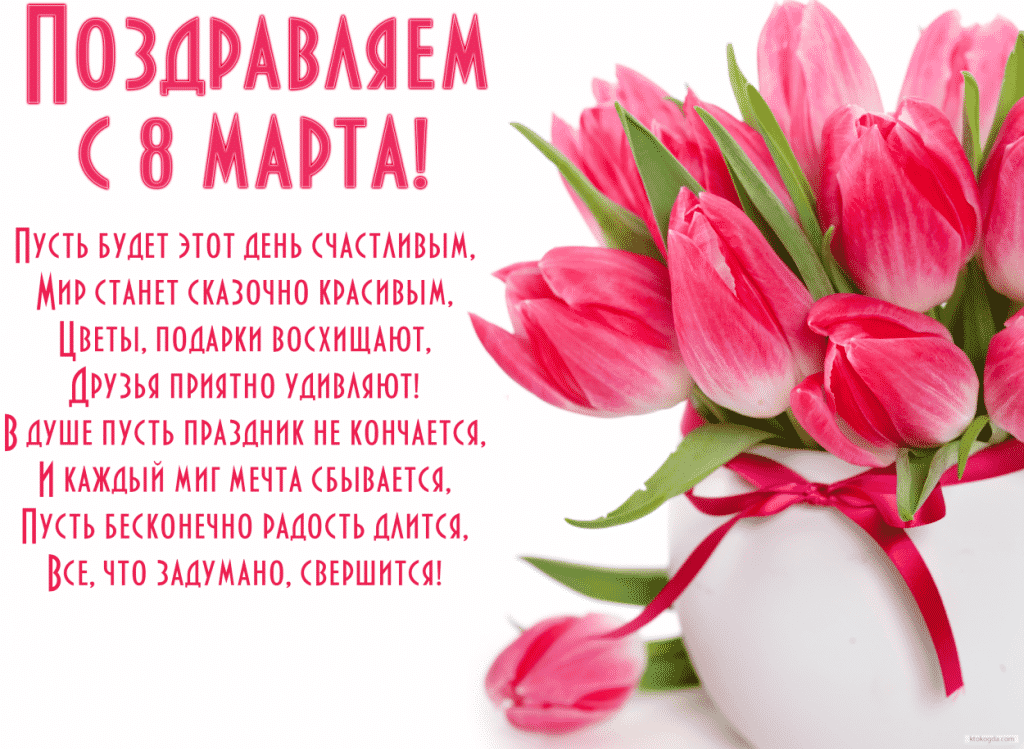 Поздравляем
с 8 марта!
Пусть будет этот день счастливым,
Мир станет сказочно красивым,
Цветы, подарки восхищают,
Друзья приятно удивляют!
В душе пусть праздник не кончается,
И каждый миг мечта сбывается,
Пусть бесконечно радость длится,
Все, что задумано, свершится!
ktokogda.com